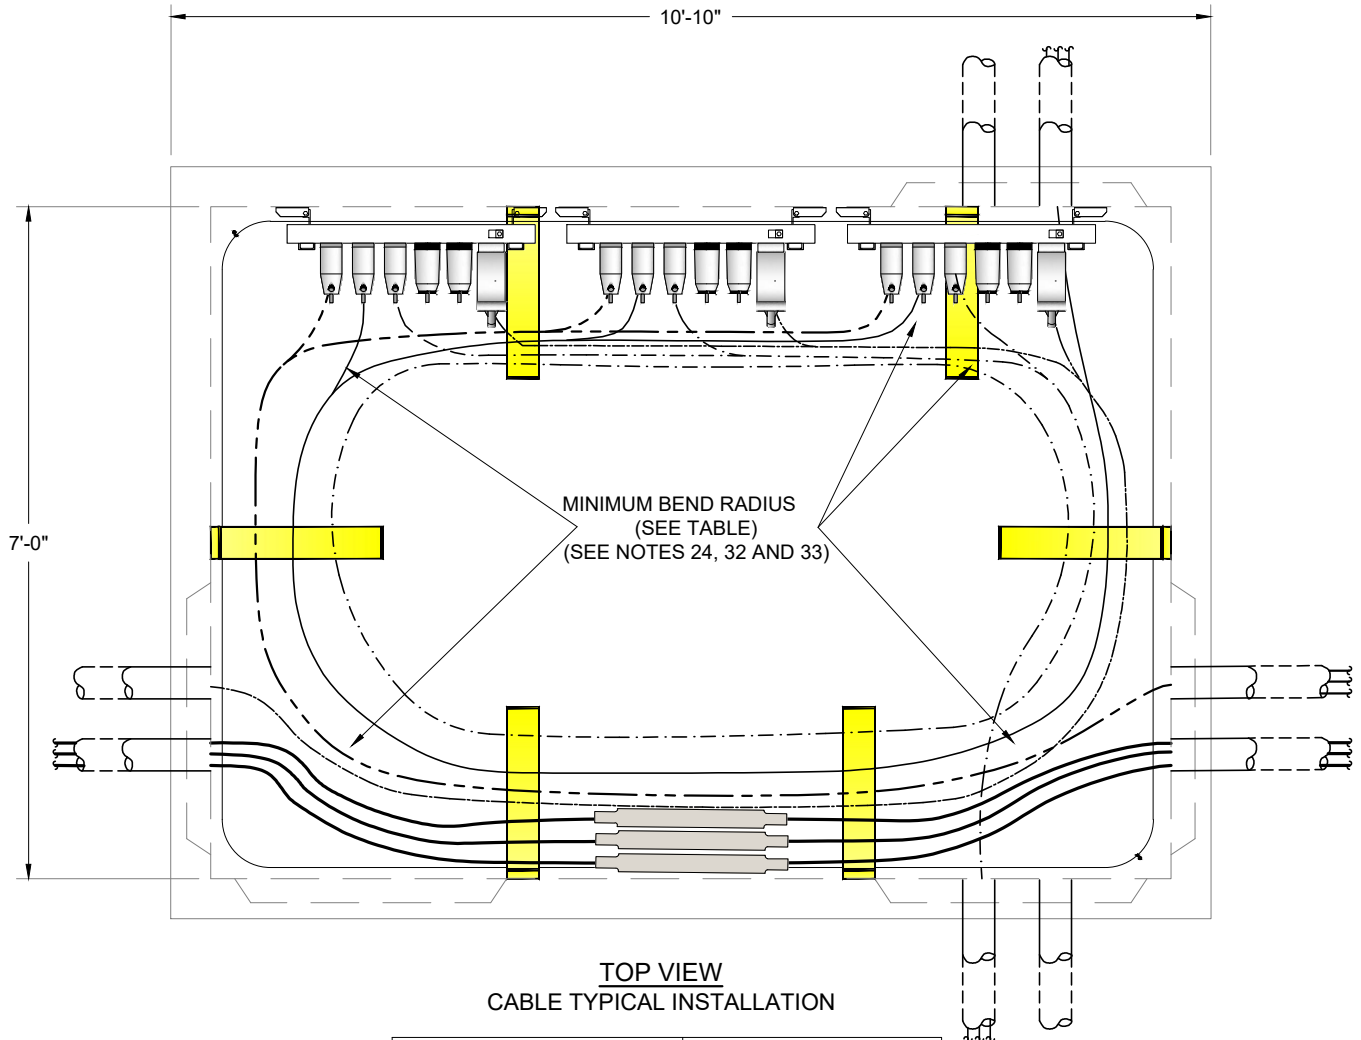 10'-10"
7'-0"
MINIMUM BEND RADIUS
(SEE TABLE)
(SEE NOTES 24, 32 AND 33)
TOP VIEW
CABLE TYPICAL INSTALLATION